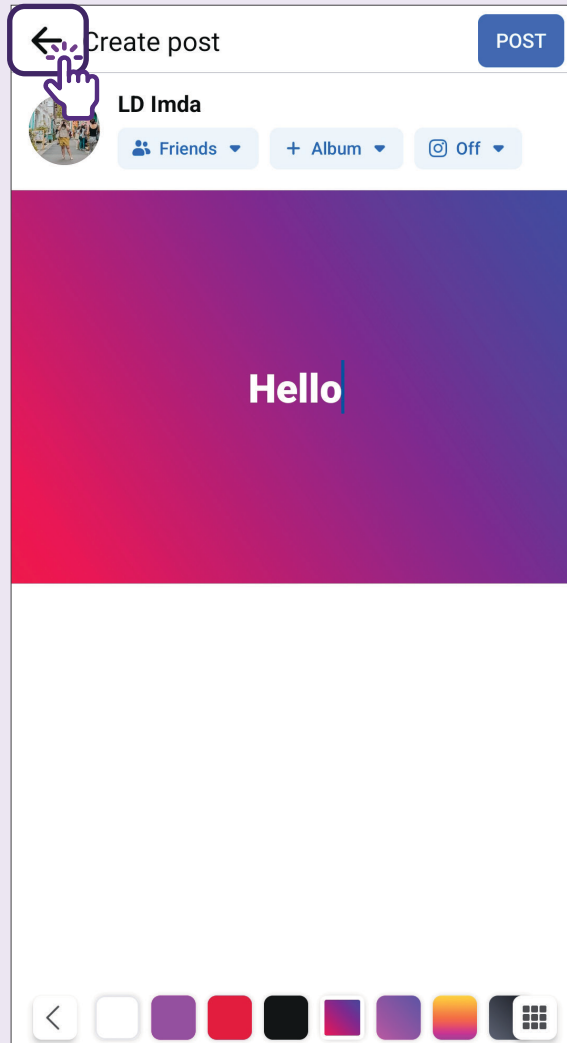 Create post
POST
LD Imda
Friends
+ Album
Off
Hello